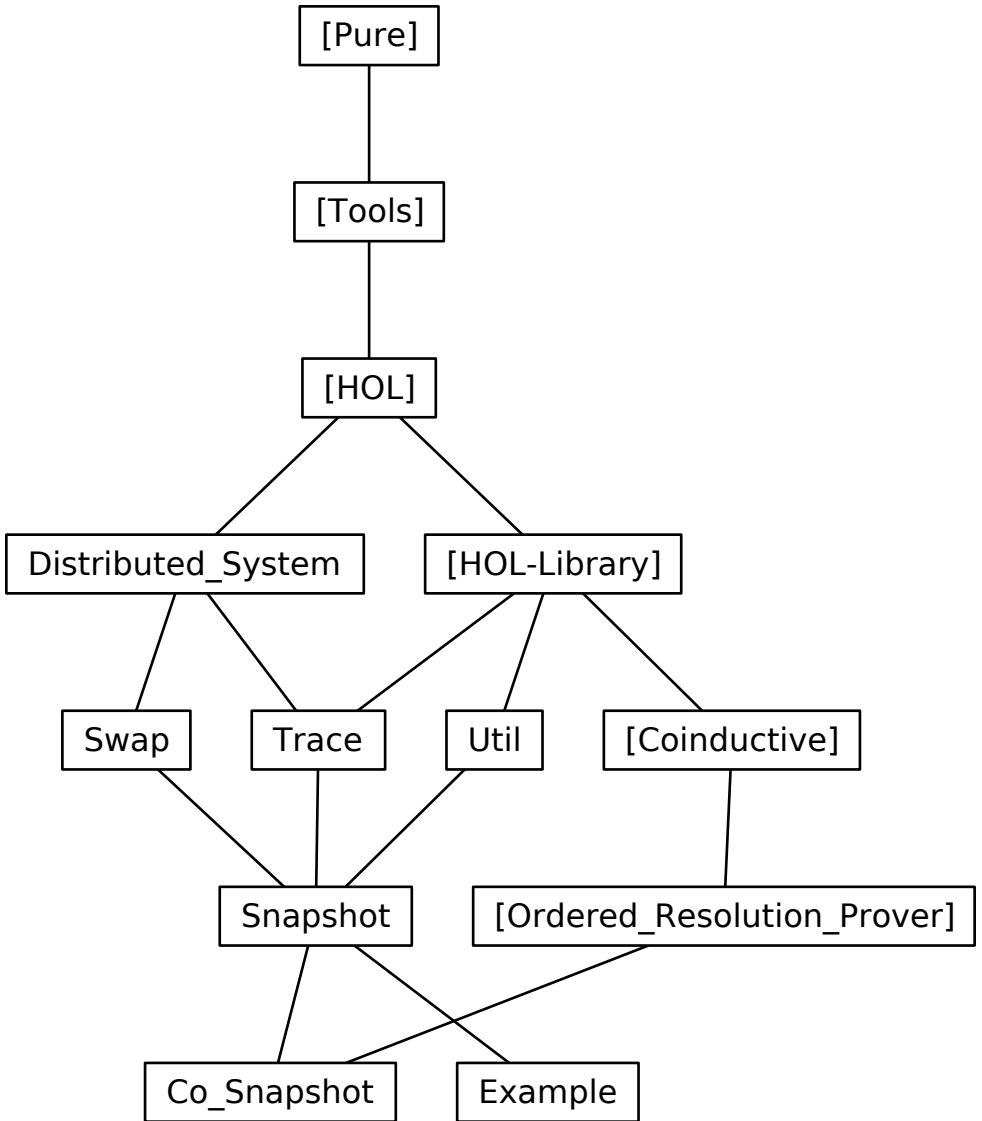 [Pure]
[Tools]
[HOL]
Distributed_System
[HOL-Library]
Swap
Trace
Util
[Coinductive]
Snapshot
[Ordered_Resolution_Prover]
Co_Snapshot
Example